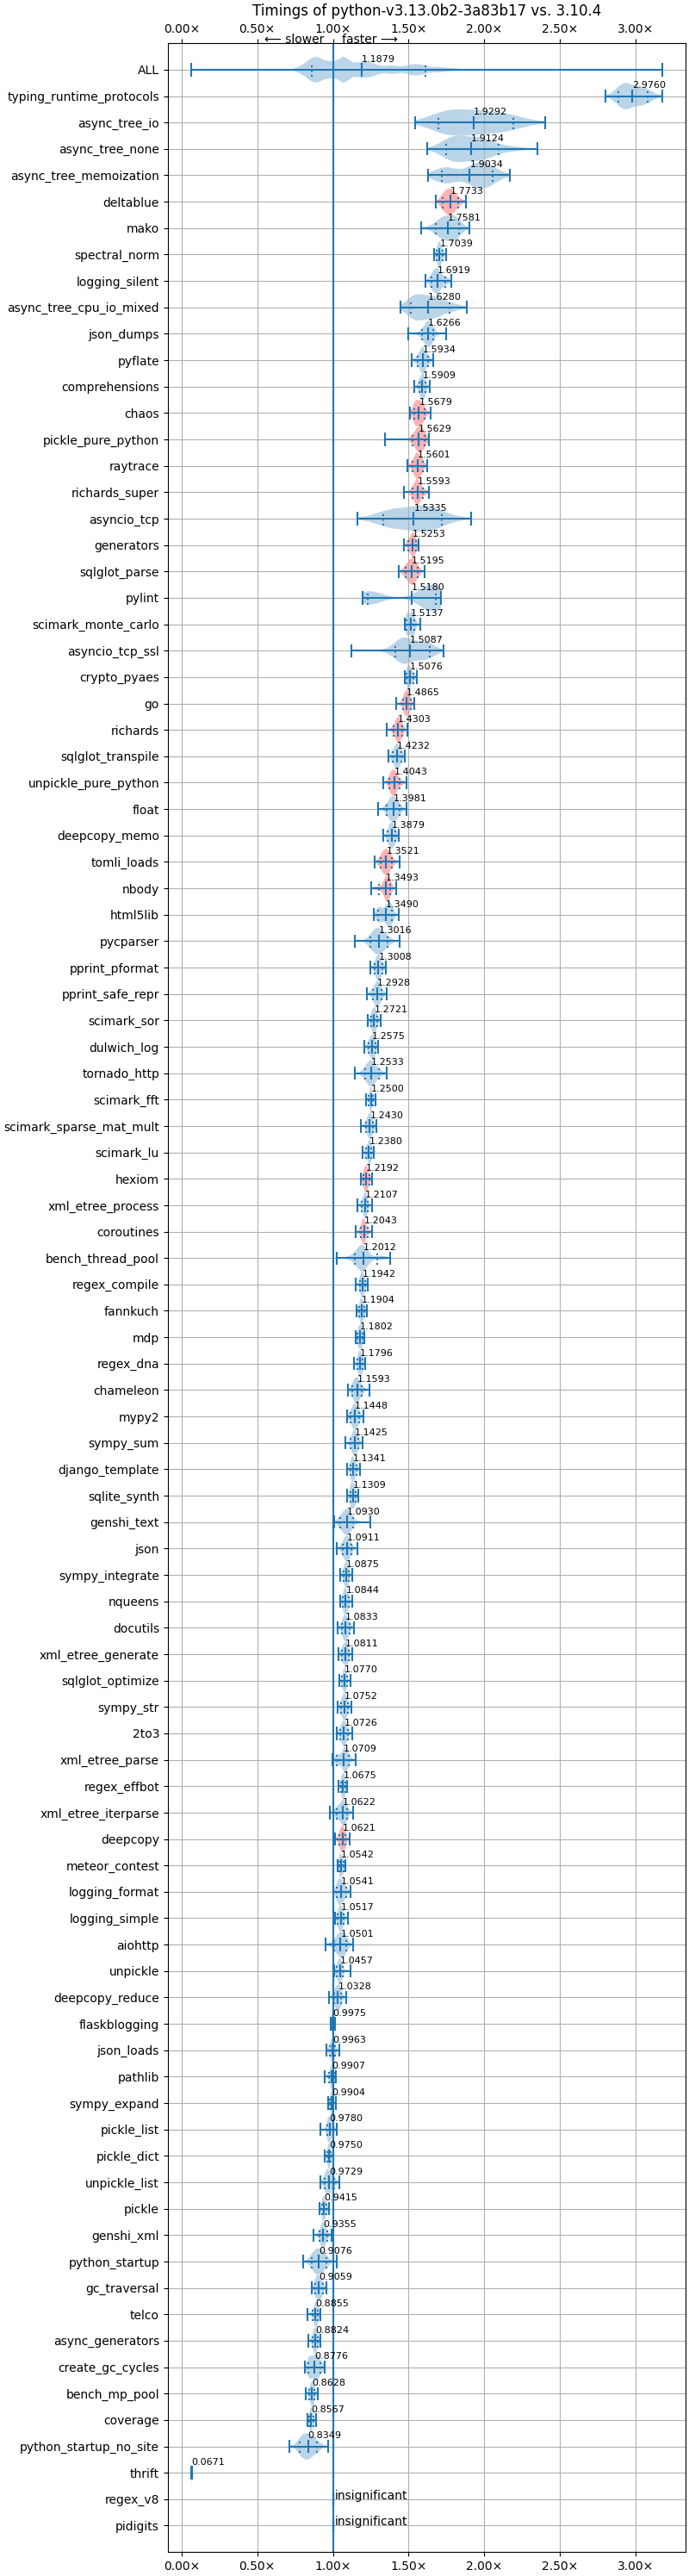 Timings of python-v3.13.0b2-3a83b17 vs. 3.10.4
0.00× 0.50× 1.00× 1.50× 2.00× 2.50× 3.00×
⟵ slower faster ⟶
ALL 1.1879
typing_runtime_protocols 2.9760
async_tree_io 1.9292
async_tree_none 1.9124
async_tree_memoization 1.9034
deltablue 1.7733
mako 1.7581
spectral_norm 1.7039
logging_silent 1.6919
async_tree_cpu_io_mixed 1.6280
json_dumps 1.6266
pyflate 1.5934
comprehensions 1.5909
chaos 1.5679
pickle_pure_python 1.5629
raytrace 1.5601
richards_super 1.5593
asyncio_tcp 1.5335
generators 1.5253
sqlglot_parse 1.5195
pylint 1.5180
scimark_monte_carlo 1.5137
asyncio_tcp_ssl 1.5087
crypto_pyaes 1.5076
go 1.4865
richards 1.4303
sqlglot_transpile 1.4232
unpickle_pure_python 1.4043
float 1.3981
deepcopy_memo 1.3879
tomli_loads 1.3521
nbody 1.3493
html5lib 1.3490
pycparser 1.3016
pprint_pformat 1.3008
pprint_safe_repr 1.2928
scimark_sor 1.2721
dulwich_log 1.2575
tornado_http 1.2533
scimark_fft 1.2500
scimark_sparse_mat_mult 1.2430
scimark_lu 1.2380
hexiom 1.2192
xml_etree_process 1.2107
coroutines 1.2043
bench_thread_pool 1.2012
regex_compile 1.1942
fannkuch 1.1904
mdp 1.1802
regex_dna 1.1796
chameleon 1.1593
mypy2 1.1448
sympy_sum 1.1425
django_template 1.1341
sqlite_synth 1.1309
genshi_text 1.0930
json 1.0911
sympy_integrate 1.0875
nqueens 1.0844
docutils 1.0833
xml_etree_generate 1.0811
sqlglot_optimize 1.0770
sympy_str 1.0752
2to3 1.0726
xml_etree_parse 1.0709
regex_effbot 1.0675
xml_etree_iterparse 1.0622
deepcopy 1.0621
meteor_contest 1.0542
logging_format 1.0541
logging_simple 1.0517
aiohttp 1.0501
unpickle 1.0457
deepcopy_reduce 1.0328
flaskblogging 0.9975
json_loads 0.9963
pathlib 0.9907
sympy_expand 0.9904
pickle_list 0.9780
pickle_dict 0.9750
unpickle_list 0.9729
pickle 0.9415
genshi_xml 0.9355
python_startup 0.9076
gc_traversal 0.9059
telco 0.8855
async_generators 0.8824
create_gc_cycles 0.8776
bench_mp_pool 0.8628
coverage 0.8567
python_startup_no_site 0.8349
thrift 0.0671
regex_v8 insignificant
pidigits insignificant
0.00× 0.50× 1.00× 1.50× 2.00× 2.50× 3.00×